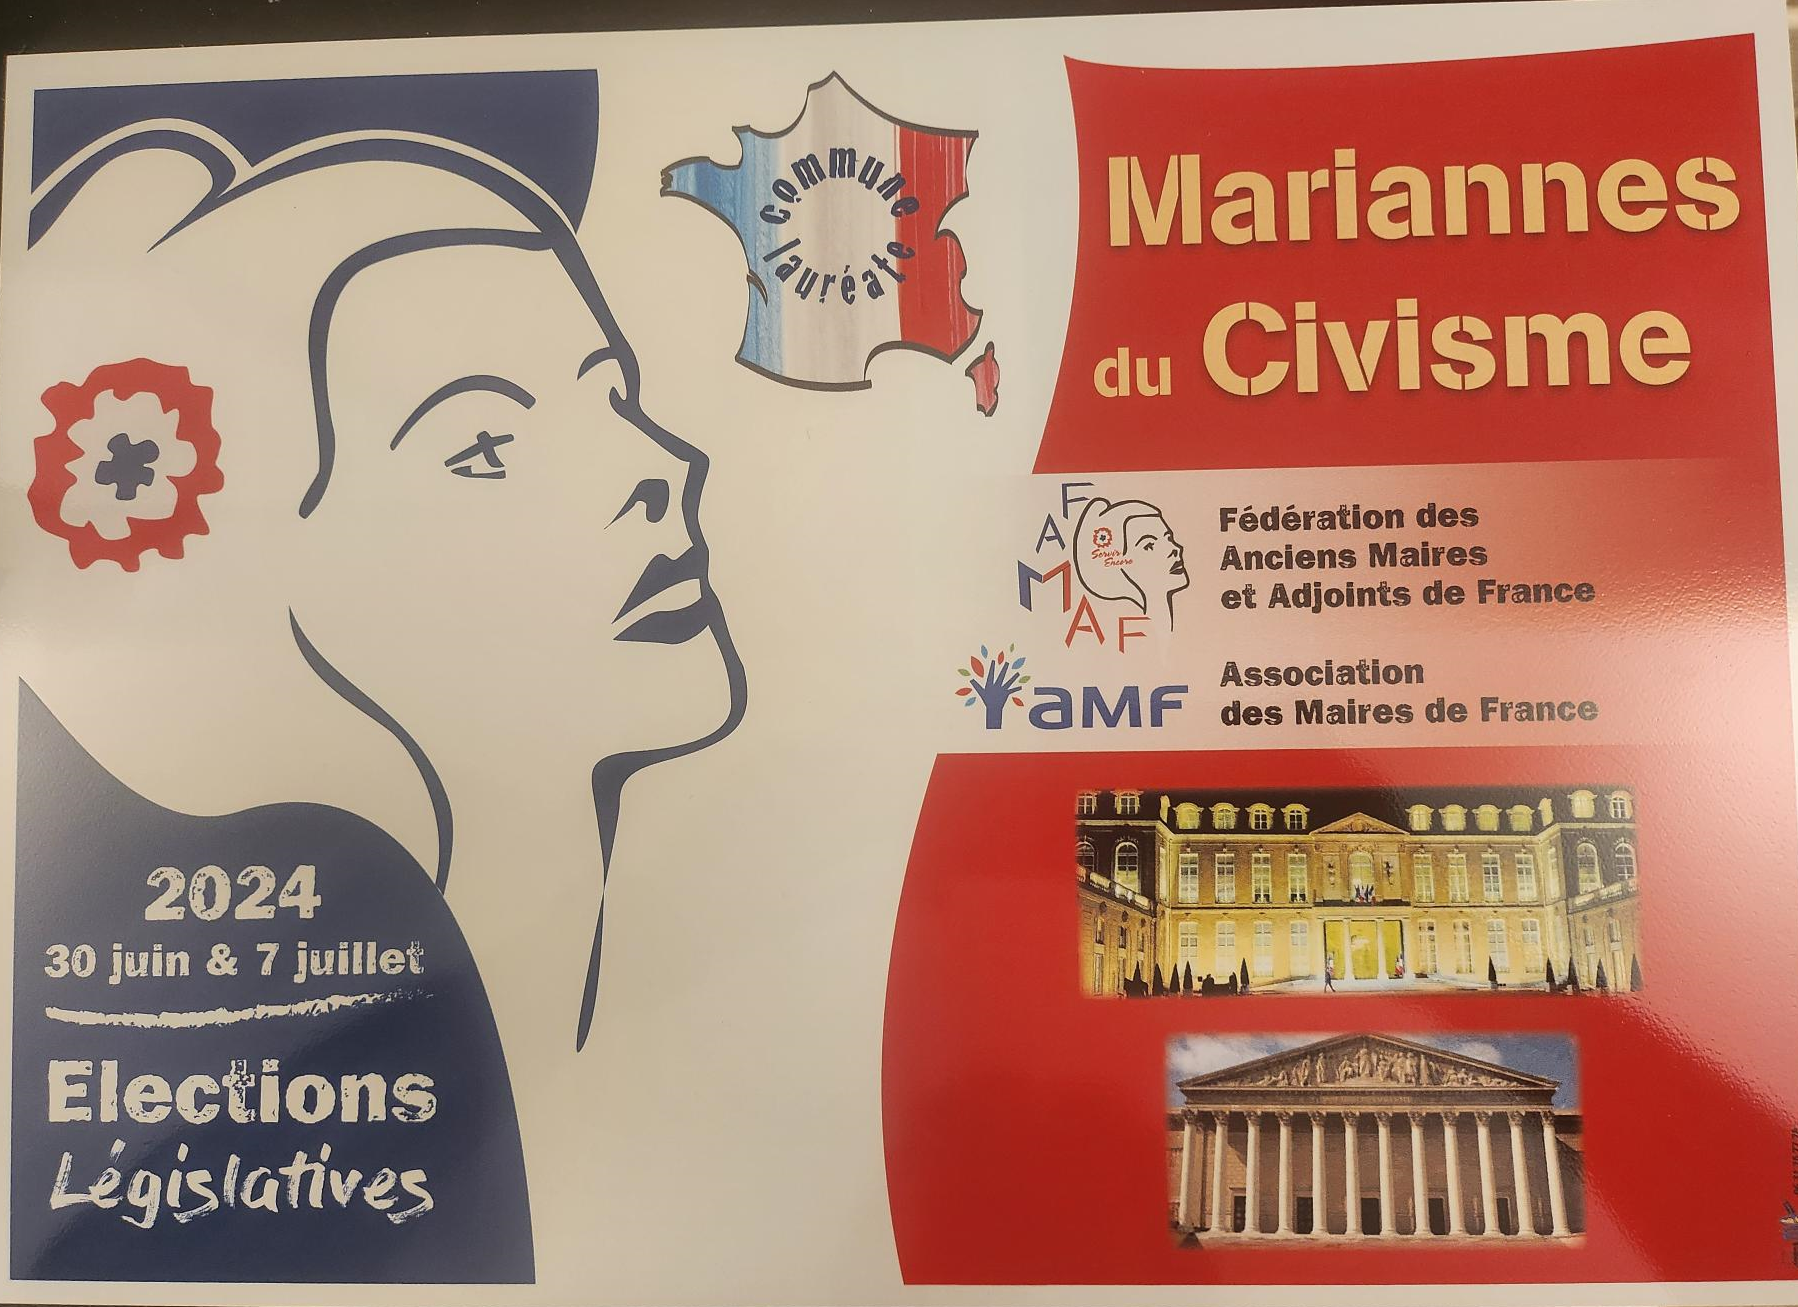 commune
lauréate
Mariannes
du Civisme
FAMAF
Servir
Encore
Fédération des
Anciens Maires
et Adjoints de France
aMF
Association
des Maires de France
2024
30 juin & 7 juillet
Elections
Législatives